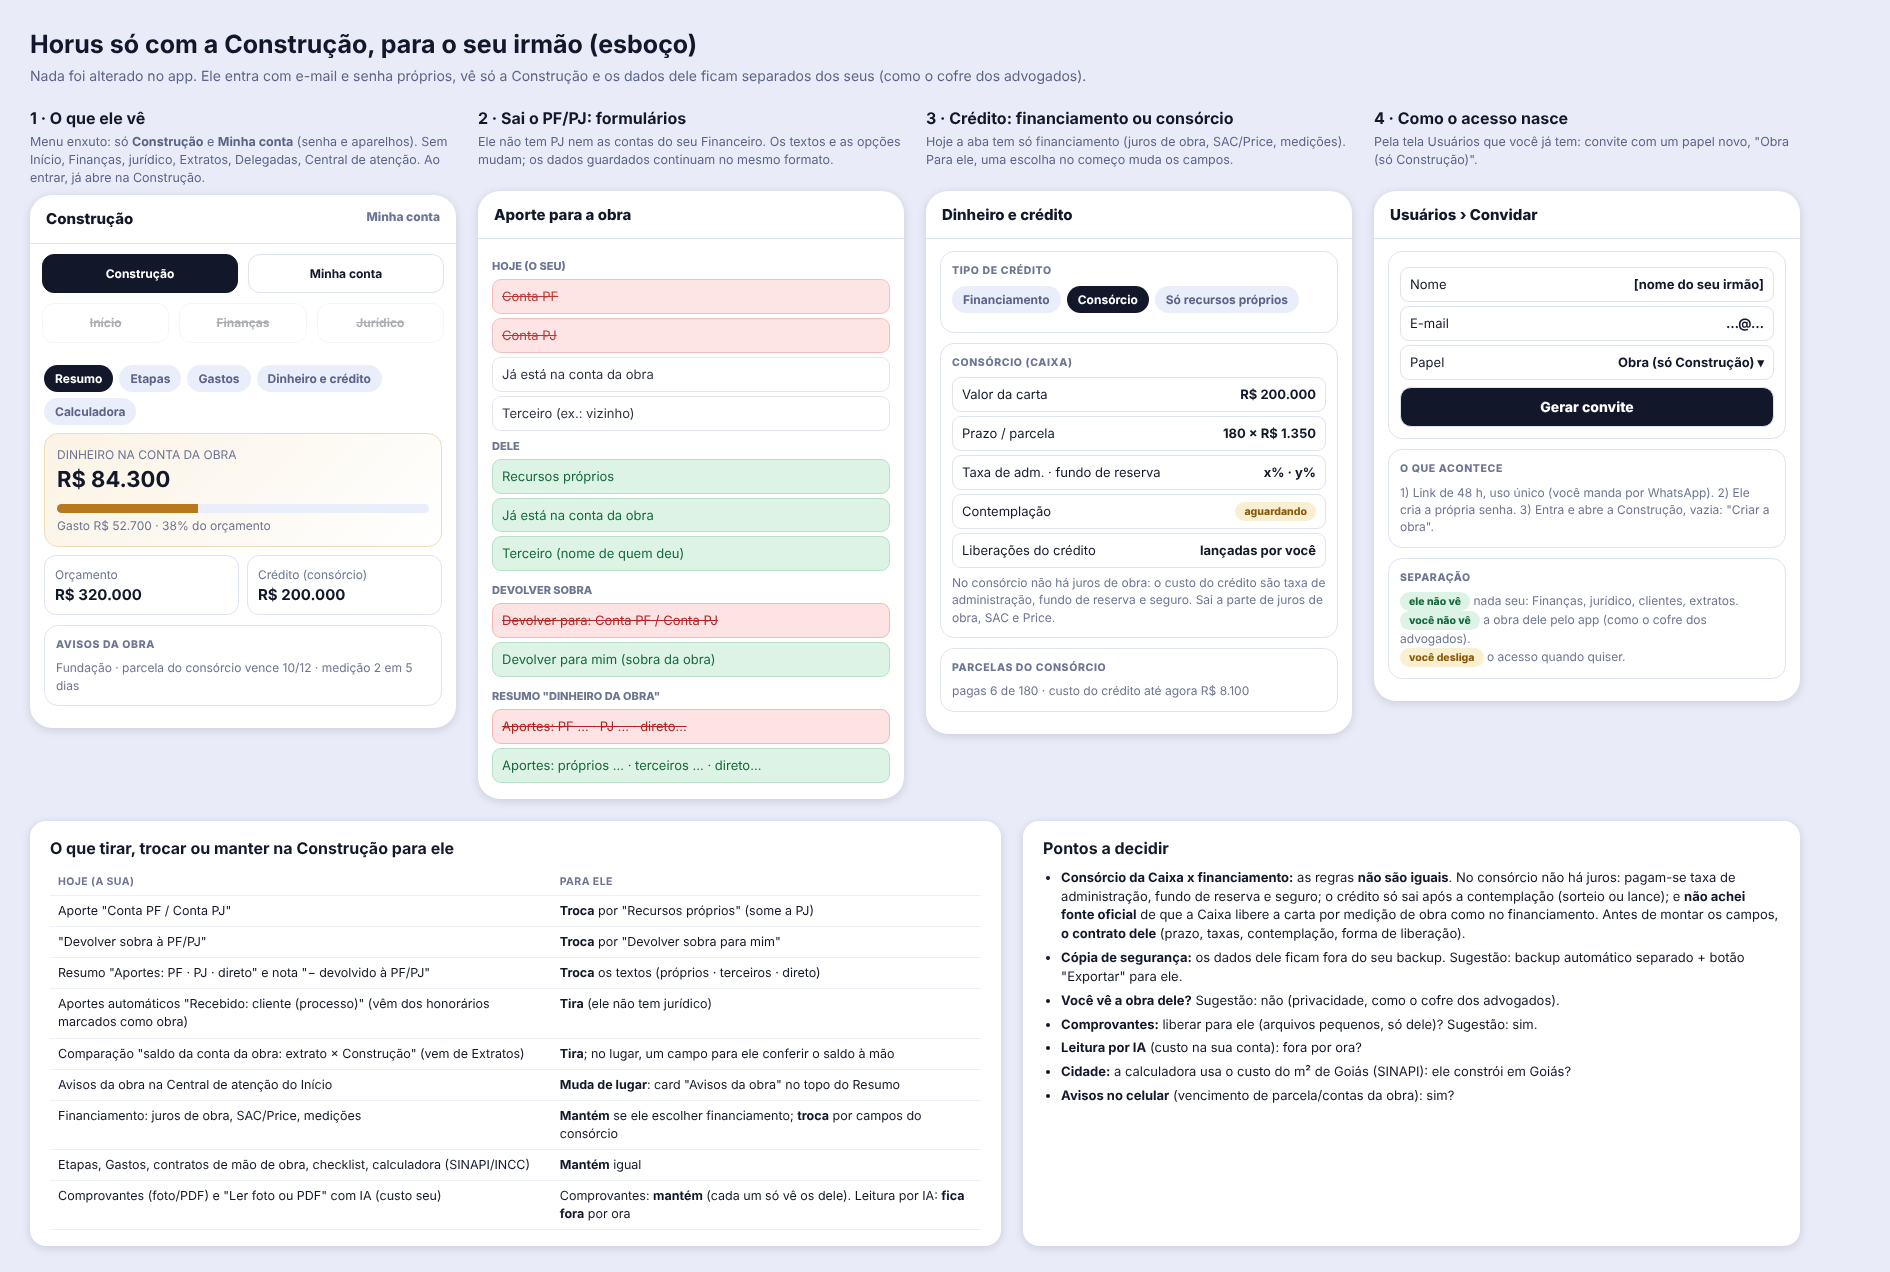 Horus só com a Construção, para o seu irmão (esboço)
Nada foi alterado no app. Ele entra com e-mail e senha próprios, vê só a Construção e os dados dele ficam separados dos seus (como o cofre dos advogados).
1 · O que ele vê
Menu enxuto: só Construção e Minha conta (senha e aparelhos). Sem
Início, Finanças, jurídico, Extratos, Delegadas, Central de atenção. Ao
entrar, já abre na Construção.
Construção
Minha conta
Construção
Minha conta
Início
Finanças
Jurídico
Resumo
Etapas
Gastos
Dinheiro e crédito
Calculadora
DINHEIRO NA CONTA DA OBRA
R$ 84.300
Gasto R$ 52.700 · 38% do orçamento
Orçamento
R$ 320.000
Crédito (consórcio)
R$ 200.000
AVISOS DA OBRA
Fundação · parcela do consórcio vence 10/12 · medição 2 em 5
dias
2 · Sai o PF/PJ: formulários
Ele não tem PJ nem as contas do seu Financeiro. Os textos e as opções
mudam; os dados guardados continuam no mesmo formato.
Aporte para a obra
HOJE (O SEU)
Conta PF
Conta PJ
Já está na conta da obra
Terceiro (ex.: vizinho)
DELE
Recursos próprios
Já está na conta da obra
Terceiro (nome de quem deu)
DEVOLVER SOBRA
Devolver para: Conta PF / Conta PJ
Devolver para mim (sobra da obra)
RESUMO "DINHEIRO DA OBRA"
Aportes: PF ... · PJ ... · direto...
Aportes: próprios ... · terceiros ... · direto...
3 · Crédito: financiamento ou consórcio
Hoje a aba tem só financiamento (juros de obra, SAC/Price, medições).
Para ele, uma escolha no começo muda os campos.
Dinheiro e crédito
TIPO DE CRÉDITO
Financiamento
Consórcio
Só recursos próprios
CONSÓRCIO (CAIXA)
Valor da carta
R$ 200.000
Prazo / parcela
180 × R$ 1.350
Taxa de adm. · fundo de reserva
x% · y%
Contemplação
aguardando
Liberações do crédito
lançadas por você
No consórcio não há juros de obra: o custo do crédito são taxa de
administração, fundo de reserva e seguro. Sai a parte de juros de
obra, SAC e Price.
PARCELAS DO CONSÓRCIO
pagas 6 de 180 · custo do crédito até agora R$ 8.100
4 · Como o acesso nasce
Pela tela Usuários que você já tem: convite com um papel novo, "Obra
(só Construção)".
Usuários › Convidar
Nome
[nome do seu irmão]
E-mail
...@...
Papel
Obra (só Construção) ▾
Gerar convite
O QUE ACONTECE
1) Link de 48 h, uso único (você manda por WhatsApp). 2) Ele
cria a própria senha. 3) Entra e abre a Construção, vazia: "Criar a
obra".
SEPARAÇÃO
ele não vê nada seu: Finanças, jurídico, clientes, extratos.
você não vê a obra dele pelo app (como o cofre dos
advogados).
você desliga o acesso quando quiser.
O que tirar, trocar ou manter na Construção para ele
HOJE (A SUA)
PARA ELE
Aporte "Conta PF / Conta PJ"
Troca por "Recursos próprios" (some a PJ)
"Devolver sobra à PF/PJ"
Troca por "Devolver sobra para mim"
Resumo "Aportes: PF · PJ · direto" e nota "− devolvido à PF/PJ"
Troca os textos (próprios · terceiros · direto)
Aportes automáticos "Recebido: cliente (processo)" (vêm dos honorários
marcados como obra)
Tira (ele não tem jurídico)
Comparação "saldo da conta da obra: extrato × Construção" (vem de Extratos)
Tira; no lugar, um campo para ele conferir o saldo à mão
Avisos da obra na Central de atenção do Início
Muda de lugar: card "Avisos da obra" no topo do Resumo
Financiamento: juros de obra, SAC/Price, medições
Mantém se ele escolher financiamento; troca por campos do
consórcio
Etapas, Gastos, contratos de mão de obra, checklist, calculadora (SINAPI/INCC)
Mantém igual
Comprovantes (foto/PDF) e "Ler foto ou PDF" com IA (custo seu)
Comprovantes: mantém (cada um só vê os dele). Leitura por IA: fica
fora por ora
Pontos a decidir
• Consórcio da Caixa x financiamento: as regras não são iguais. No consórcio não há juros: pagam-se taxa de
administração, fundo de reserva e seguro; o crédito só sai após a contemplação (sorteio ou lance); e não achei
fonte oficial de que a Caixa libere a carta por medição de obra como no financiamento. Antes de montar os campos,
o contrato dele (prazo, taxas, contemplação, forma de liberação).
• Cópia de segurança: os dados dele ficam fora do seu backup. Sugestão: backup automático separado + botão
"Exportar" para ele.
• Você vê a obra dele? Sugestão: não (privacidade, como o cofre dos advogados).
• Comprovantes: liberar para ele (arquivos pequenos, só dele)? Sugestão: sim.
• Leitura por IA (custo na sua conta): fora por ora?
• Cidade: a calculadora usa o custo do m² de Goiás (SINAPI): ele constrói em Goiás?
• Avisos no celular (vencimento de parcela/contas da obra): sim?